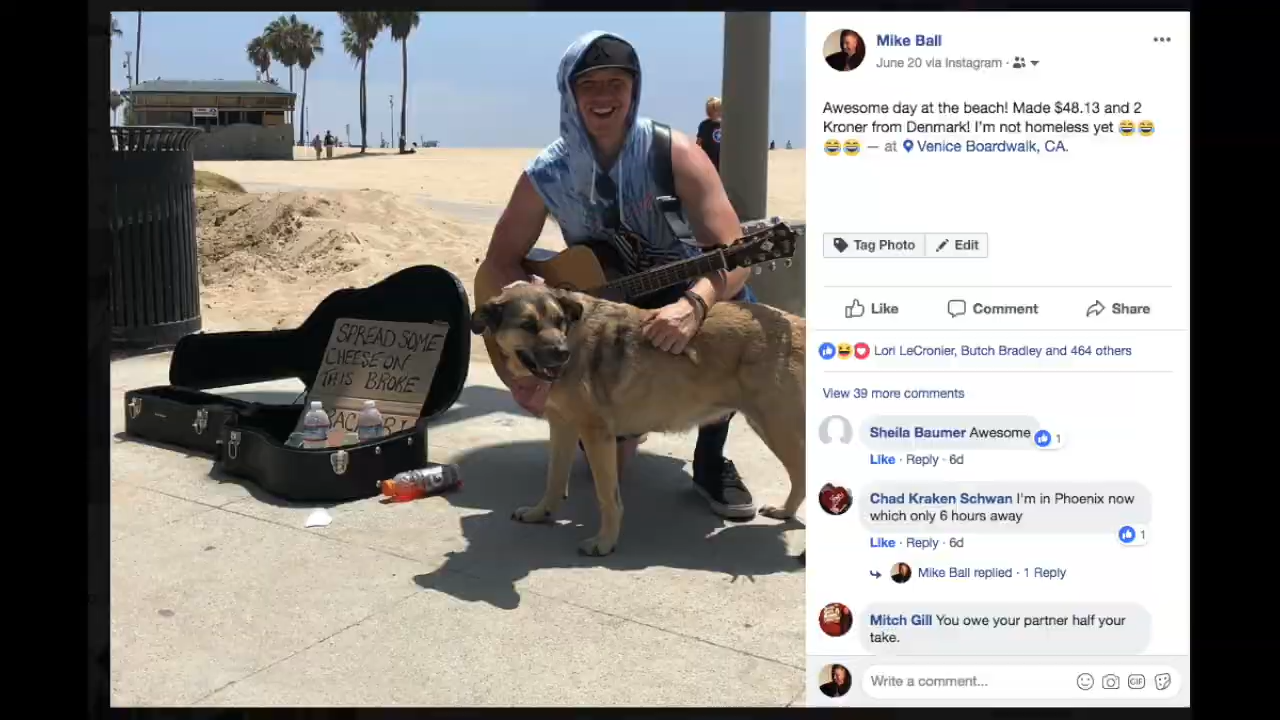 SPREAD SOME
CHEESE ON
THIS BROKE
Mike Ball
June 20 via Instagram ·
Awesome day at the beach! Made $48.13 and 2
Kroner from Denmark! I'm not homeless yet 😂😂
😂😂 — at Venice Boardwalk, CA.
Tag Photo Edit
Like Comment Share
Lori LeCronier, Butch Bradley and 464 others
View 39 more comments
Sheila Baumer Awesome
1
Like · Reply · 6d
Chad Kraken Schwan I'm in Phoenix now
which only 6 hours away
1
Like · Reply · 6d
Mike Ball replied · 1 Reply
Mitch Gill You owe your partner half your
take.
Write a comment...
GIF